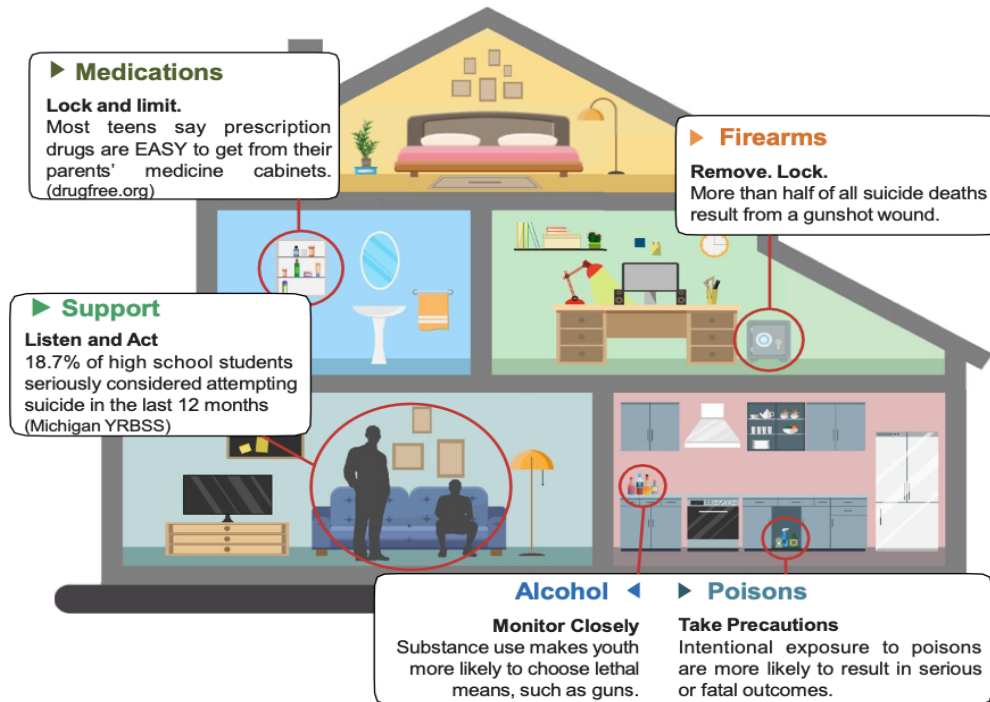 Medications
Lock and limit.
Most teens say prescription
drugs are EASY to get from their
parents’ medicine cabinets.
(drugfree.org)
Firearms
Remove. Lock.
More than half of all suicide deaths
result from a gunshot wound.
Support
Listen and Act
18.7% of high school students
seriously considered attempting
suicide in the last 12 months
(Michigan YRBSS)
Alcohol
Monitor Closely
Substance use makes youth
more likely to choose lethal
means, such as guns.
Poisons
Take Precautions
Intentional exposure to poisons
are more likely to result in serious
or fatal outcomes.